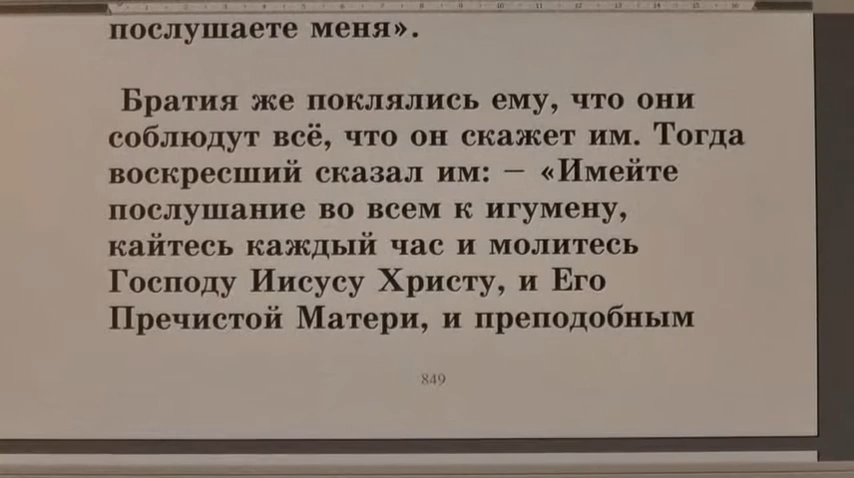 послушаете меня».
Братия же поклялись ему, что они
соблюдут всё, что он скажет им. Тогда
воскресший сказал им: – «Имейте
послушание во всем к игумену,
кайтесь каждый час и молитесь
Господу Иисусу Христу, и Его
Пречистой Матери, и преподобным
849